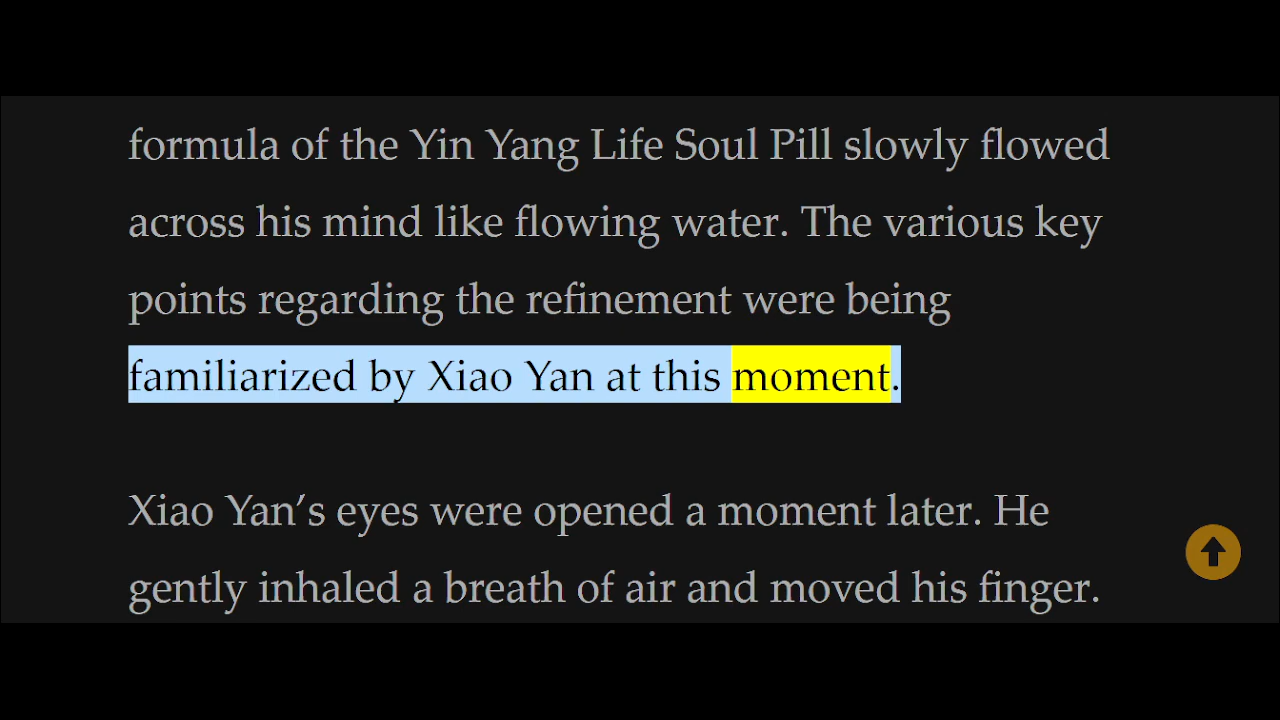 formula of the Yin Yang Life Soul Pill slowly flowed
across his mind like flowing water. The various key
points regarding the refinement were being
familiarized by Xiao Yan at this moment.
Xiao Yan’s eyes were opened a moment later. He
gently inhaled a breath of air and moved his finger.